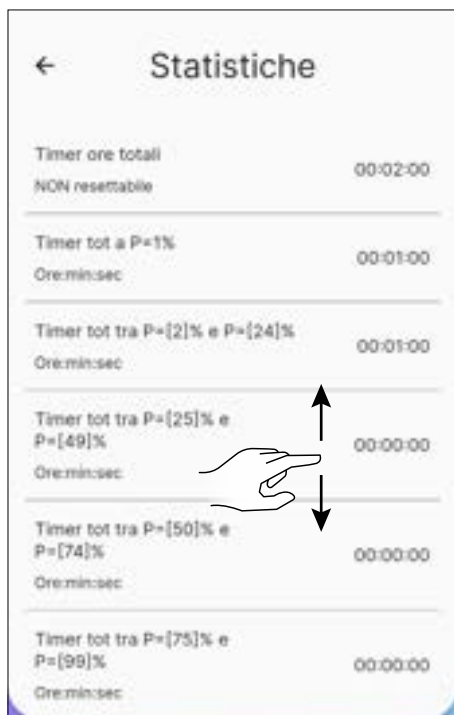 Statistiche
Timer ore totali
NON resettabile
00:02:00
Timer tot a P=1%
Ore:min:sec
00:01:00
Timer tot tra P=[2]% e P=[24]%
Ore:min:sec
00:01:00
Timer tot tra P=[25]% e
P=[49]%
Ore:min:sec
00:00:00
Timer tot tra P=[50]% e
P=[74]%
Ore:min:sec
00:00:00
Timer tot tra P=[75]% e
P=[99]%
Ore:min:sec
00:00:00